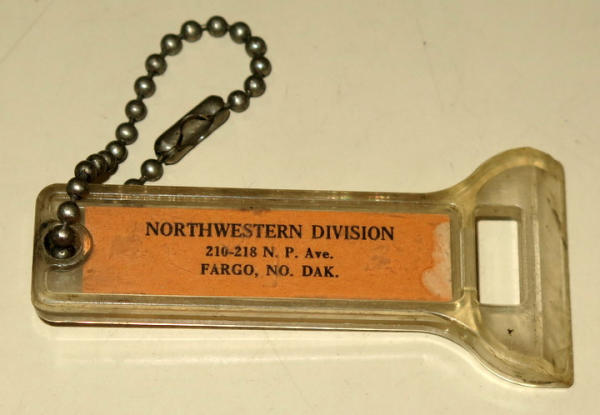 NORTHWESTERN DIVISION
210-218 N. P. Ave.
FARGO, NO. DAK.